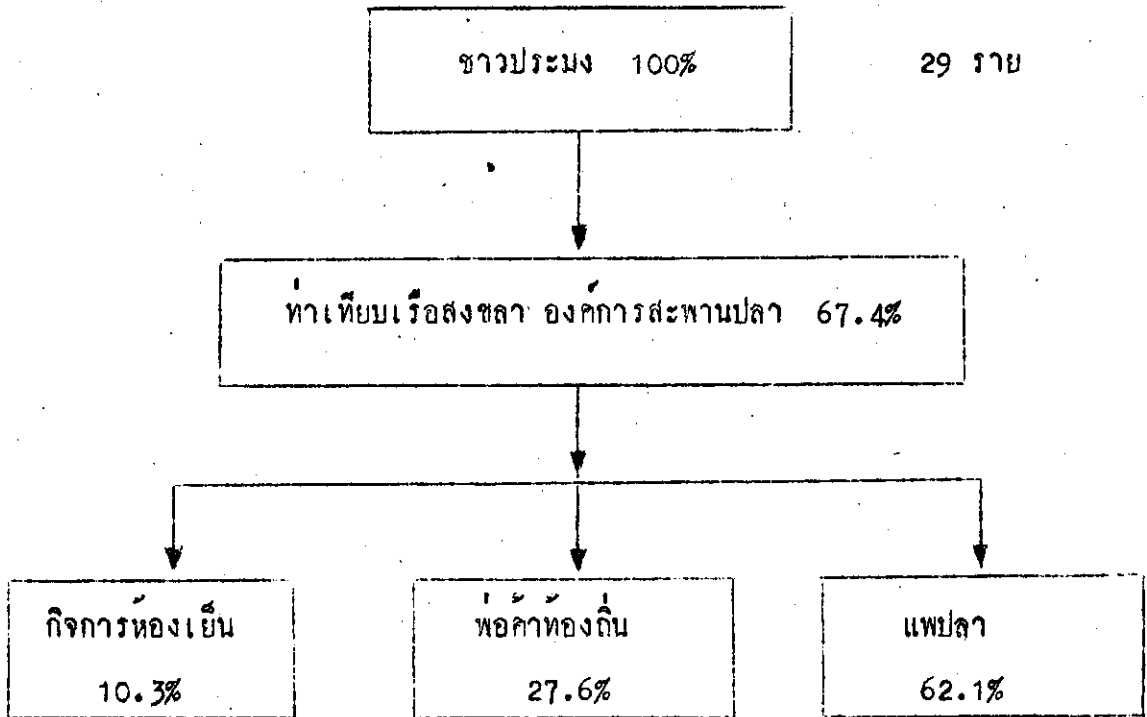 ชาวประมง 100% 29 ราย
ท่าเทียบเรือสงขลา องค์การสะพานปลา 67.4%
กิจการห้องเย็น พ่อค้าท้องถิ่น แพปลา
10.3% 27.6% 62.1%